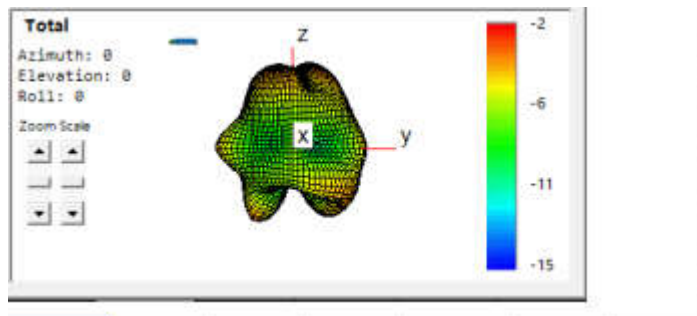 Total
Azimuth: 0
Elevation: 0
Roll: 0
Zoom Scale
z
x
y
-2
-6
-11
-15